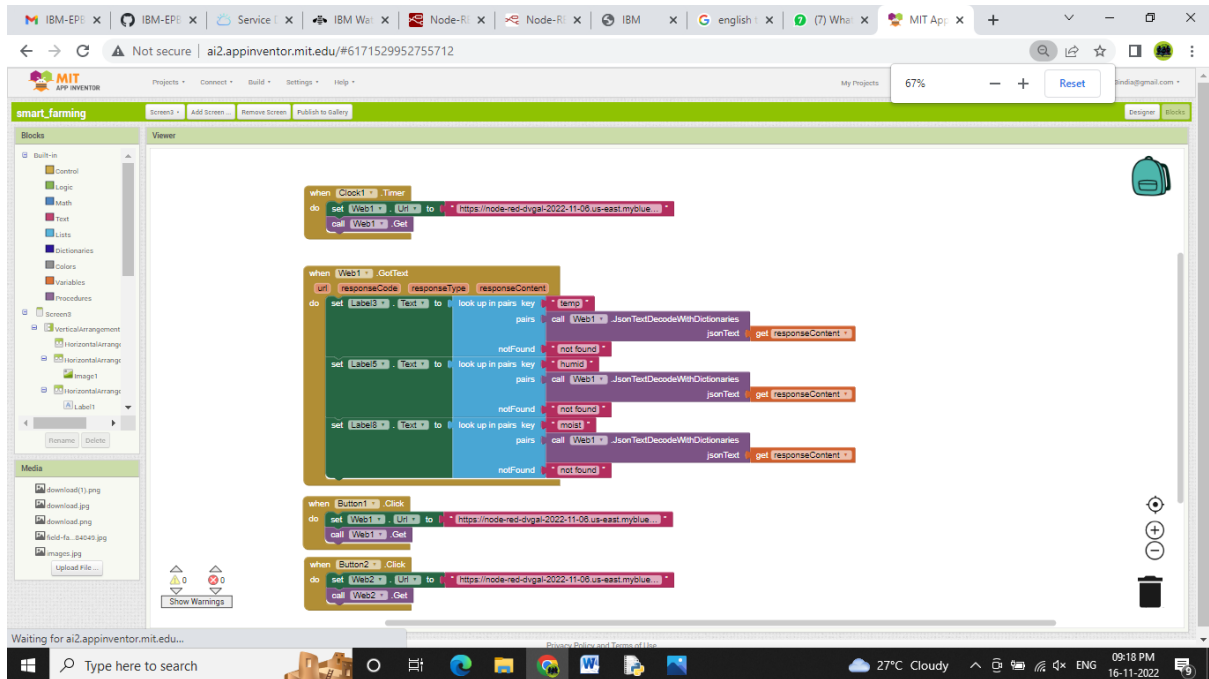 IBM-EPB
IBM-EPB
Service D
IBM Wat
Node-RE
Node-RE
IBM
english t
(7) What
MIT App
Not secure | ai2.appinventor.mit.edu/#6171529952755712
67% Reset
MIT APP INVENTOR
Projects Connect Build Settings Help My Projects india@gmail.com
smart_farming Screen3 Add Screen ... Remove Screen Publish to Gallery Designer Blocks
Blocks
Viewer
Built-in
Control
Logic
Math
Text
Lists
Dictionaries
Colors
Variables
Procedures
Screen3
VerticalArrangement
HorizontalArrange
HorizontalArrange
Image1
HorizontalArrange
Label1
Rename Delete
Media
download(1).png
download.jpg
download.png
field-fa...84049.jpg
images.jpg
Upload File ...
when Clock1 .Timer
do set Web1 . Url to " https://node-red-dvgal-2022-11-06.us-east.myblue... "
call Web1 .Get
when Web1 .GotText
url responseCode responseType responseContent
do set Label3 . Text to look up in pairs key " temp "
pairs call Web1 .JsonTextDecodeWithDictionaries
jsonText get responseContent
notFound " not found "
set Label5 . Text to look up in pairs key " humid "
pairs call Web1 .JsonTextDecodeWithDictionaries
jsonText get responseContent
notFound " not found "
set Label8 . Text to look up in pairs key " moist "
pairs call Web1 .JsonTextDecodeWithDictionaries
jsonText get responseContent
notFound " not found "
when Button1 .Click
do set Web1 . Url to " https://node-red-dvgal-2022-11-06.us-east.myblue... "
call Web1 .Get
when Button2 .Click
do set Web2 . Url to " https://node-red-dvgal-2022-11-06.us-east.myblue... "
call Web2 .Get
0 0
Show Warnings
Waiting for ai2.appinventor.mit.edu...
Privacy Policy and Terms of Use
Type here to search
27°C Cloudy ENG 09:18 PM
16-11-2022
9